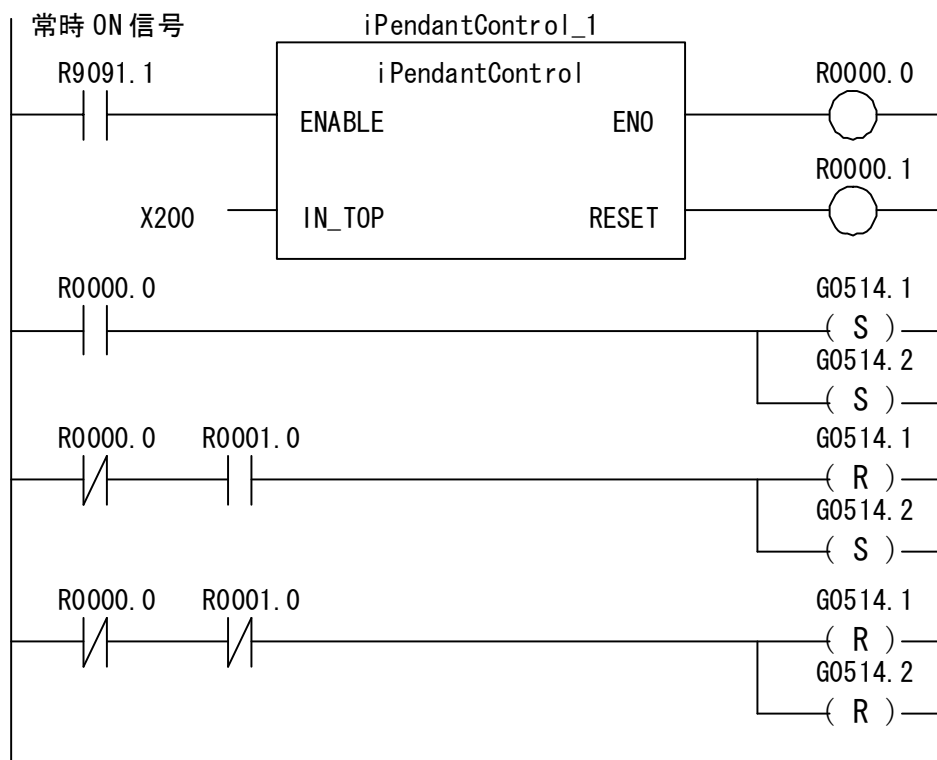 常時 ON 信号 iPendantControl_1
R9091.1 iPendantControl R0000.0
ENABLE ENO
R0000.1
X200 IN_TOP RESET
R0000.0 G0514.1
( S )
G0514.2
( S )
R0000.0 R0001.0 G0514.1
( R )
G0514.2
( S )
R0000.0 R0001.0 G0514.1
( R )
G0514.2
( R )